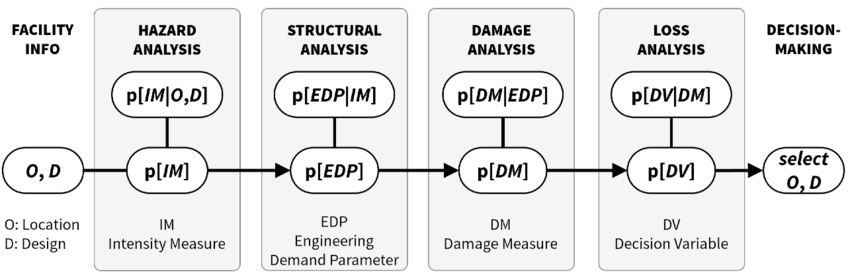 FACILITY
INFO
HAZARD
ANALYSIS
STRUCTURAL
ANALYSIS
DAMAGE
ANALYSIS
LOSS
ANALYSIS
DECISION-
MAKING
p[IM|O,D]
p[EDP|IM]
p[DM|EDP]
p[DV|DM]
O, D
p[IM]
p[EDP]
p[DM]
p[DV]
select
O, D
O: Location
D: Design
IM
Intensity Measure
EDP
Engineering
Demand Parameter
DM
Damage Measure
DV
Decision Variable